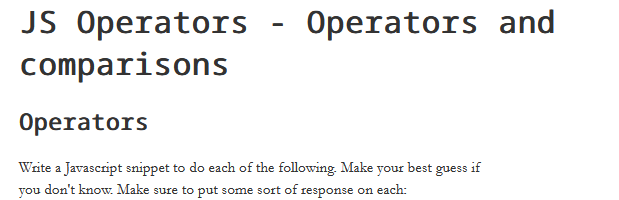 JS Operators - Operators and
comparisons
Operators
Write a Javascript snippet to do each of the following. Make your best guess if
you don't know. Make sure to put some sort of response on each: